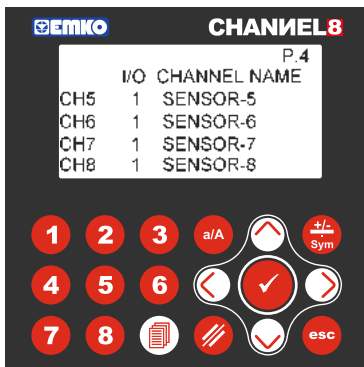 EMKO CHANNEL8
P.4
I/O CHANNEL NAME
CH5 1 SENSOR-5
CH6 1 SENSOR-6
CH7 1 SENSOR-7
CH8 1 SENSOR-8
1 2 3 a/A +/- Sym
4 5 6
7 8 esc